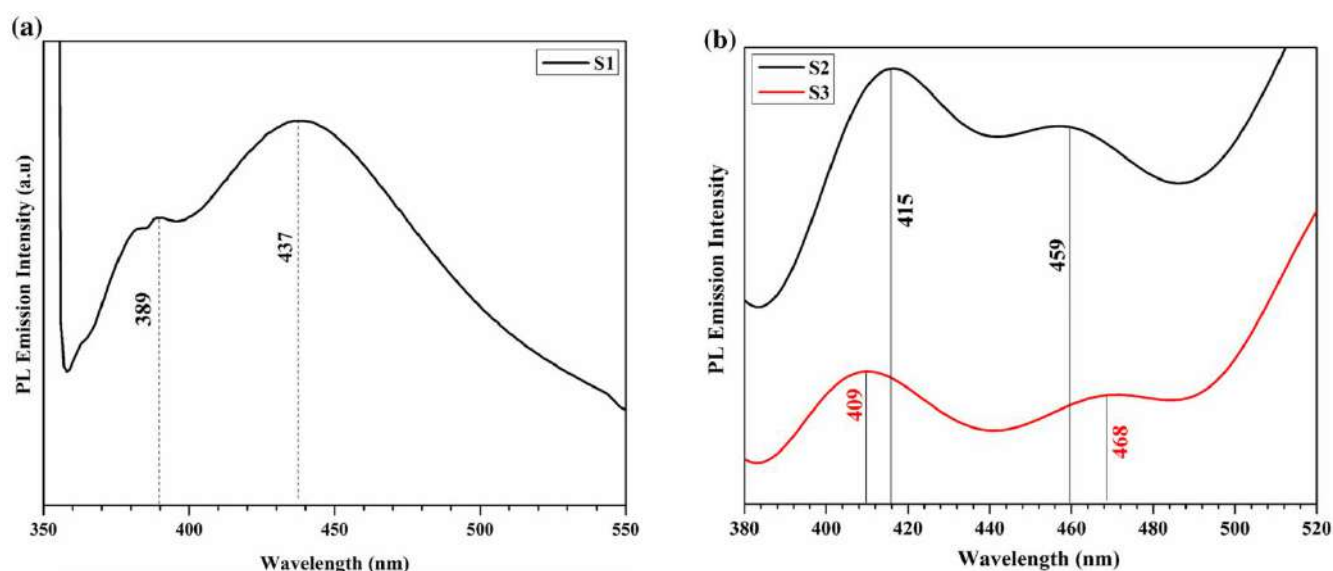 (a)
S1
PL Emission Intensity (a.u)
389
437
350 400 450 500 550
Wavelength (nm)
(b)
S2
S3
PL Emission Intensity
415
459
409
468
380 400 420 440 460 480 500 520
Wavelength (nm)